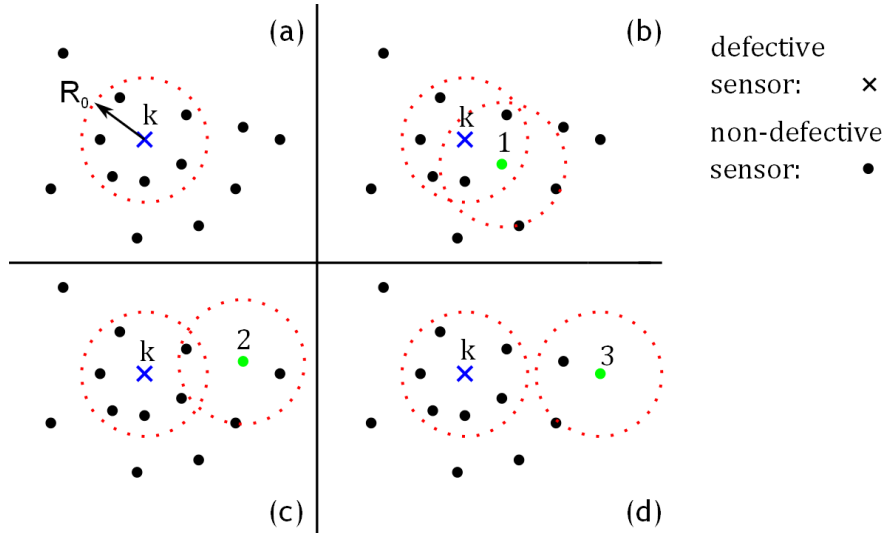 (a)
R₀
k
(b)
k
1
defective
sensor: ×
non-defective
sensor: •
k
2
(c)
k
3
(d)